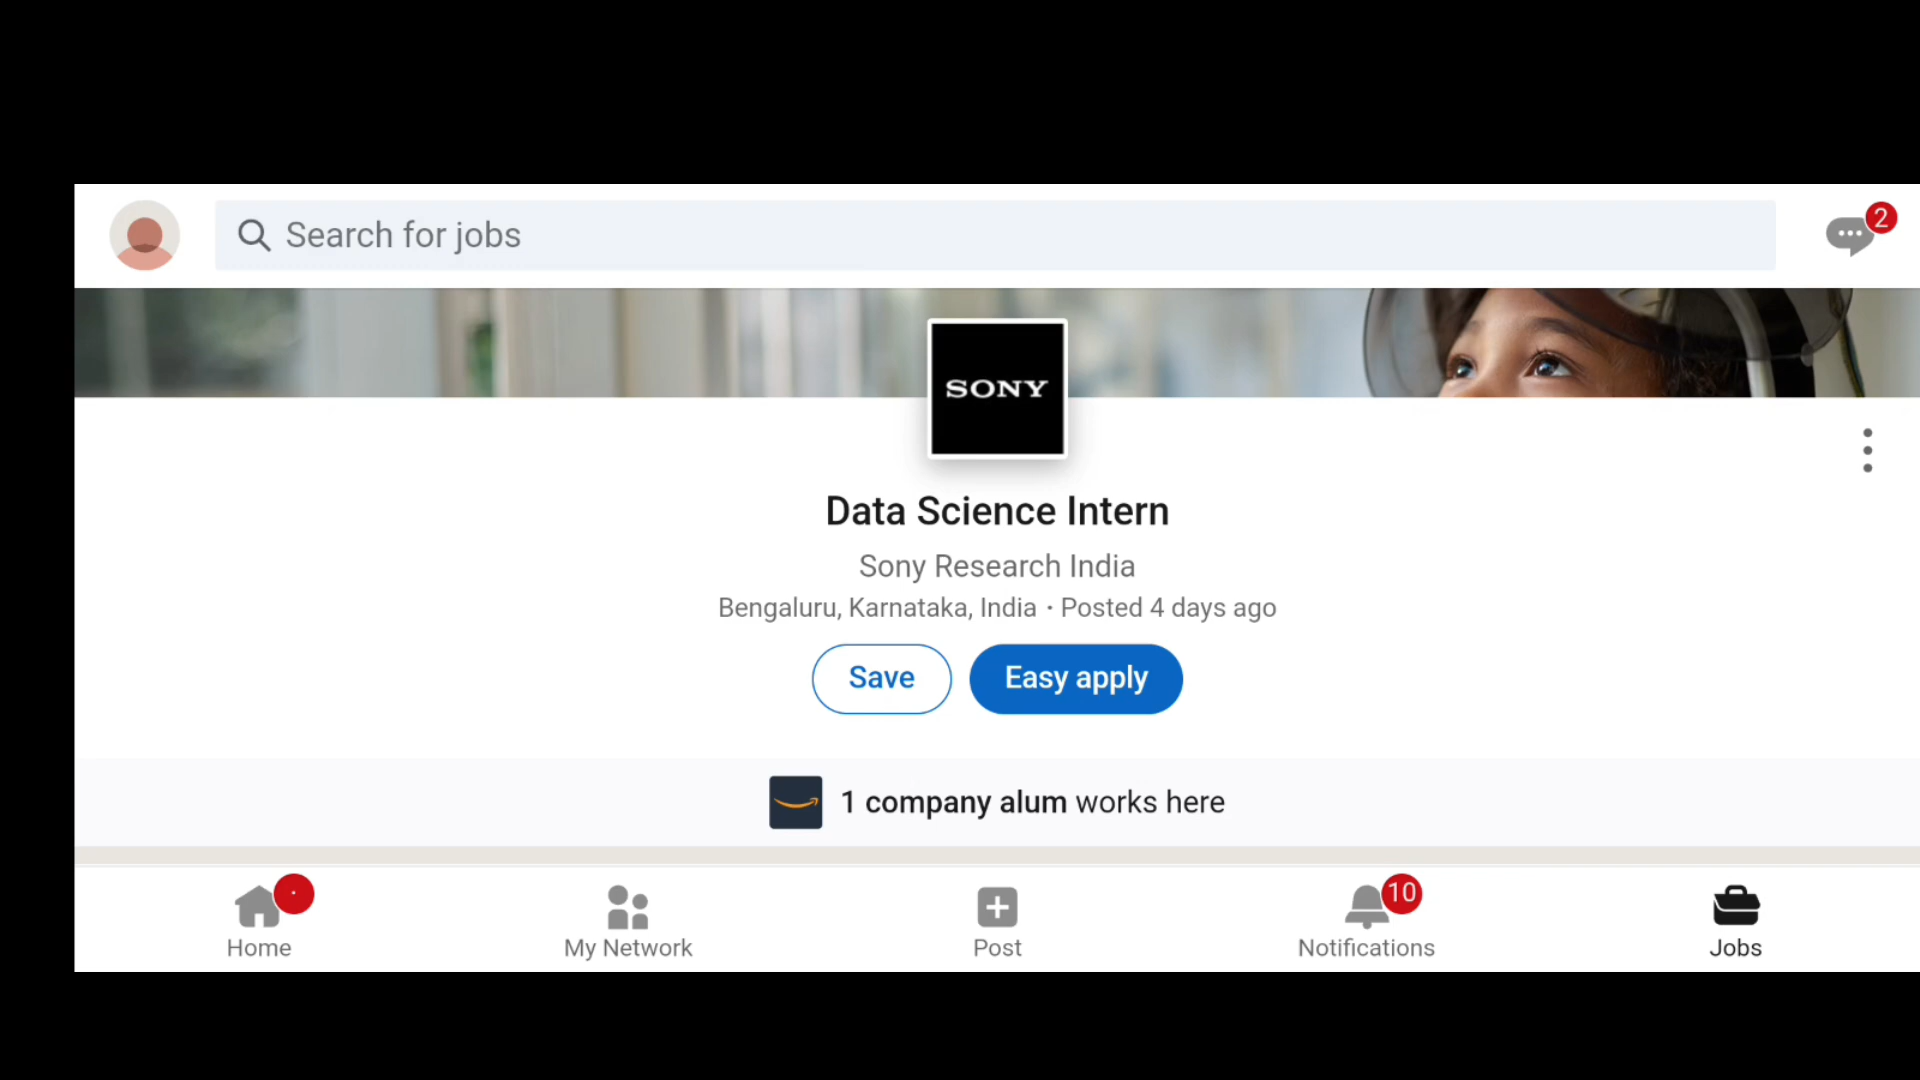 Search for jobs
2
SONY
Data Science Intern
Sony Research India
Bengaluru, Karnataka, India · Posted 4 days ago
Save
Easy apply
1 company alum works here
Home
My Network
Post
10
Notifications
Jobs